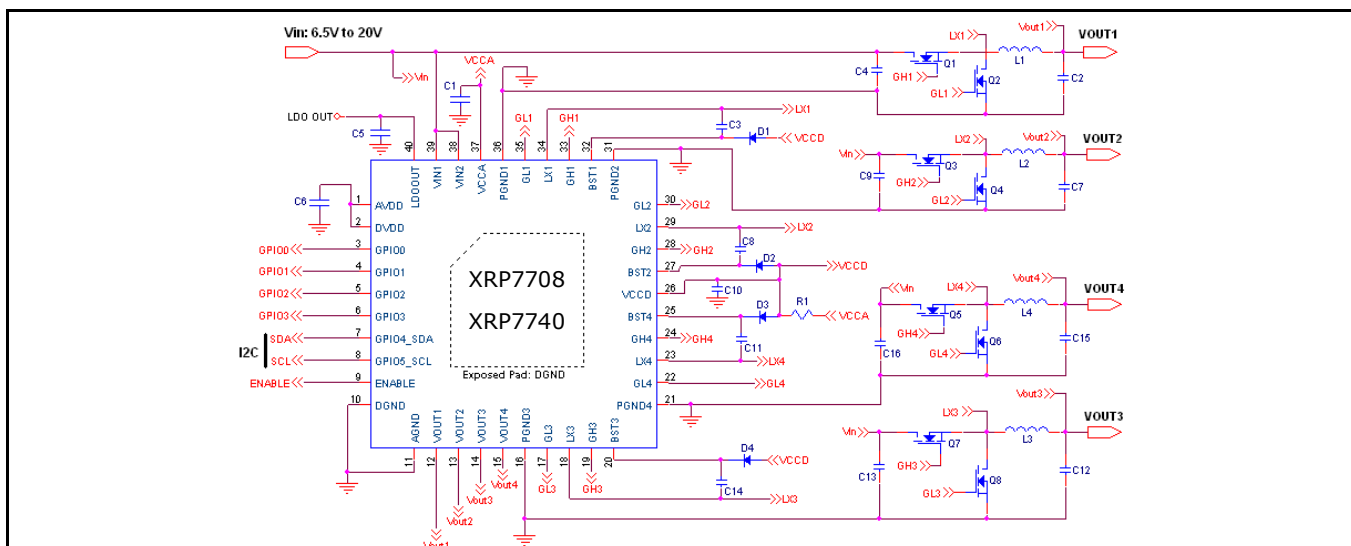 Vin: 6.5V to 20V
Vin
VCCA
C1
LDO OUT
C5
C6
GL1
GH1
LX1
C3
D1
VCCD
40
39
38
37
36
35
34
33
32
31
LDOOUT
VIN1
VIN2
VCCA
PGND1
GL1
LX1
GH1
BST1
PGND2
1 AVDD
2 DVDD
GPIO0 3 GPIO0
GPIO1 4 GPIO1
GPIO2 5 GPIO2
GPIO3 6 GPIO3
I2C
SDA 7 GPIO4_SDA
SCL 8 GPIO5_SCL
ENABLE 9 ENABLE
10 DGND
XRP7708
XRP7740
Exposed Pad: DGND
GL2 30 GL2
LX2 29 LX2
GH2 28 GH2
BST2 27
VCCD 26
BST4 25
GH4 24 GH4
LX4 23 LX4
GL4 22 GL4
PGND4 21
C8
D2
VCCD
C10
D3
R1
VCCA
C11
AGND
VOUT1
VOUT2
VOUT3
VOUT4
PGND3
GL3
LX3
GH3
BST3
11
12
13
14
15
16
17
18
19
20
Vout1
Vout2
Vout3
Vout4
GL3
GH3
D4
VCCD
C14
LX3
LX1
Vout1
VOUT1
C4
Q1
GH1
L1
GL1
Q2
C2
Vin
LX2
Vout2
VOUT2
C9
Q3
GH2
L2
GL2
Q4
C7
Vin
LX4
Vout4
VOUT4
C16
Q5
GH4
L4
GL4
Q6
C15
Vin
LX3
Vout3
VOUT3
C13
Q7
GH3
L3
GL3
Q8
C12